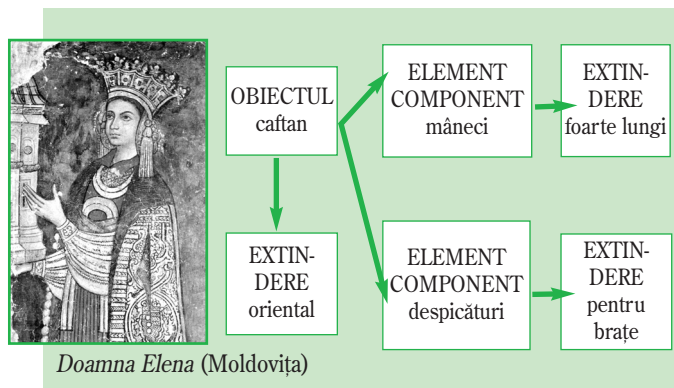 OBIECTUL
caftan
ELEMENT
COMPONENT
mâneci
EXTIN-
DERE
foarte lungi
EXTIN-
DERE
oriental
ELEMENT
COMPONENT
despicături
EXTIN-
DERE
pentru
brațe
Doamna Elena (Moldovița)